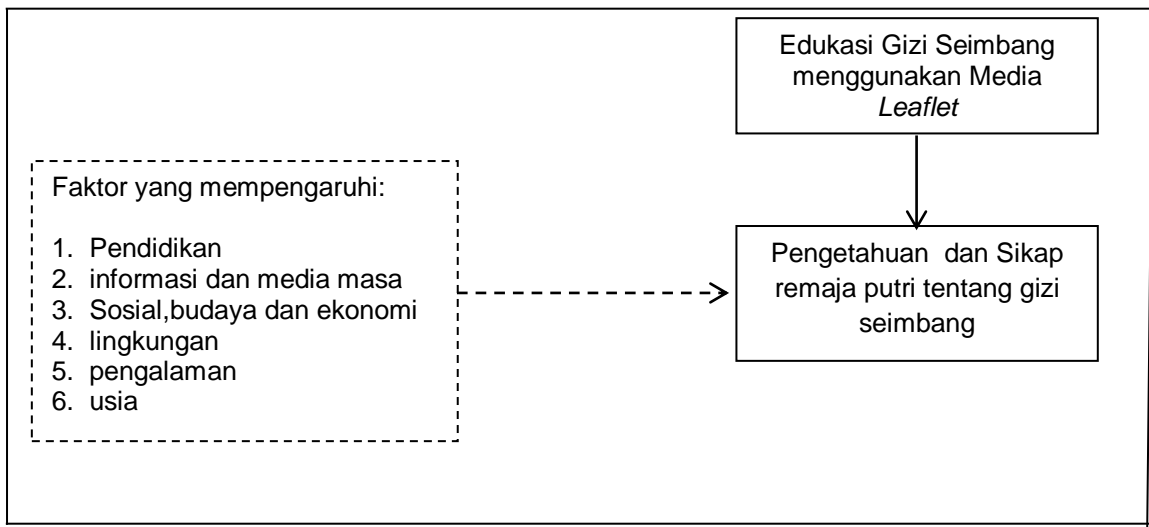 Edukasi Gizi Seimbang
menggunakan Media
Leaflet
Faktor yang mempengaruhi:
1. Pendidikan
2. informasi dan media masa
3. Sosial,budaya dan ekonomi
4. lingkungan
5. pengalaman
6. usia
Pengetahuan dan Sikap
remaja putri tentang gizi
seimbang